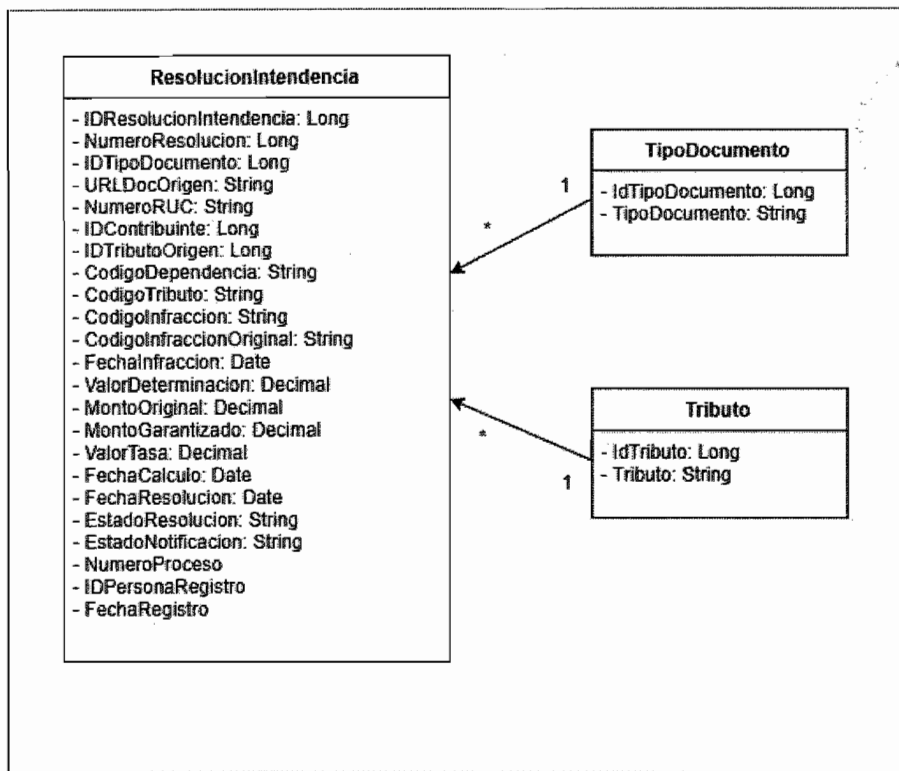 ResolucionIntendencia
- IDResolucionIntendencia: Long
- NumeroResolucion: Long
- IDTipoDocumento: Long
- URLDocOrigen: String
- NumeroRUC: String
- IDContribuinte: Long
- IDTributoOrigen: Long
- CodigoDependencia: String
- CodigoTributo: String
- CodigoInfraccion: String
- CodigoInfraccionOriginal: String
- FechaInfraccion: Date
- ValorDeterminacion: Decimal
- MontoOriginal: Decimal
- MontoGarantizado: Decimal
- ValorTasa: Decimal
- FechaCalculo: Date
- FechaResolucion: Date
- EstadoResolucion: String
- EstadoNotificacion: String
- NumeroProceso
- IDPersonaRegistro
- FechaRegistro
1
*
TipoDocumento
- IdTipoDocumento: Long
- TipoDocumento: String
*
1
Tributo
- IdTributo: Long
- Tributo: String